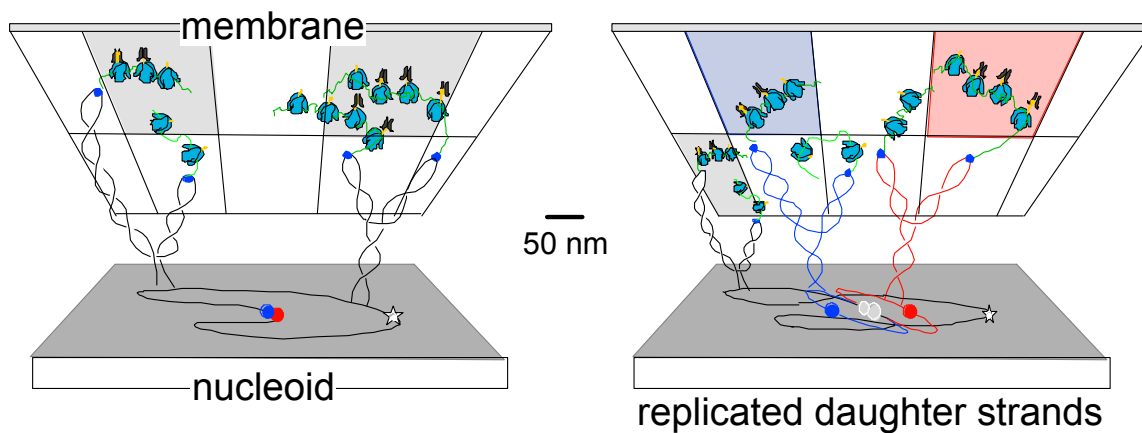 membrane
50 nm
nucleoid
replicated daughter strands